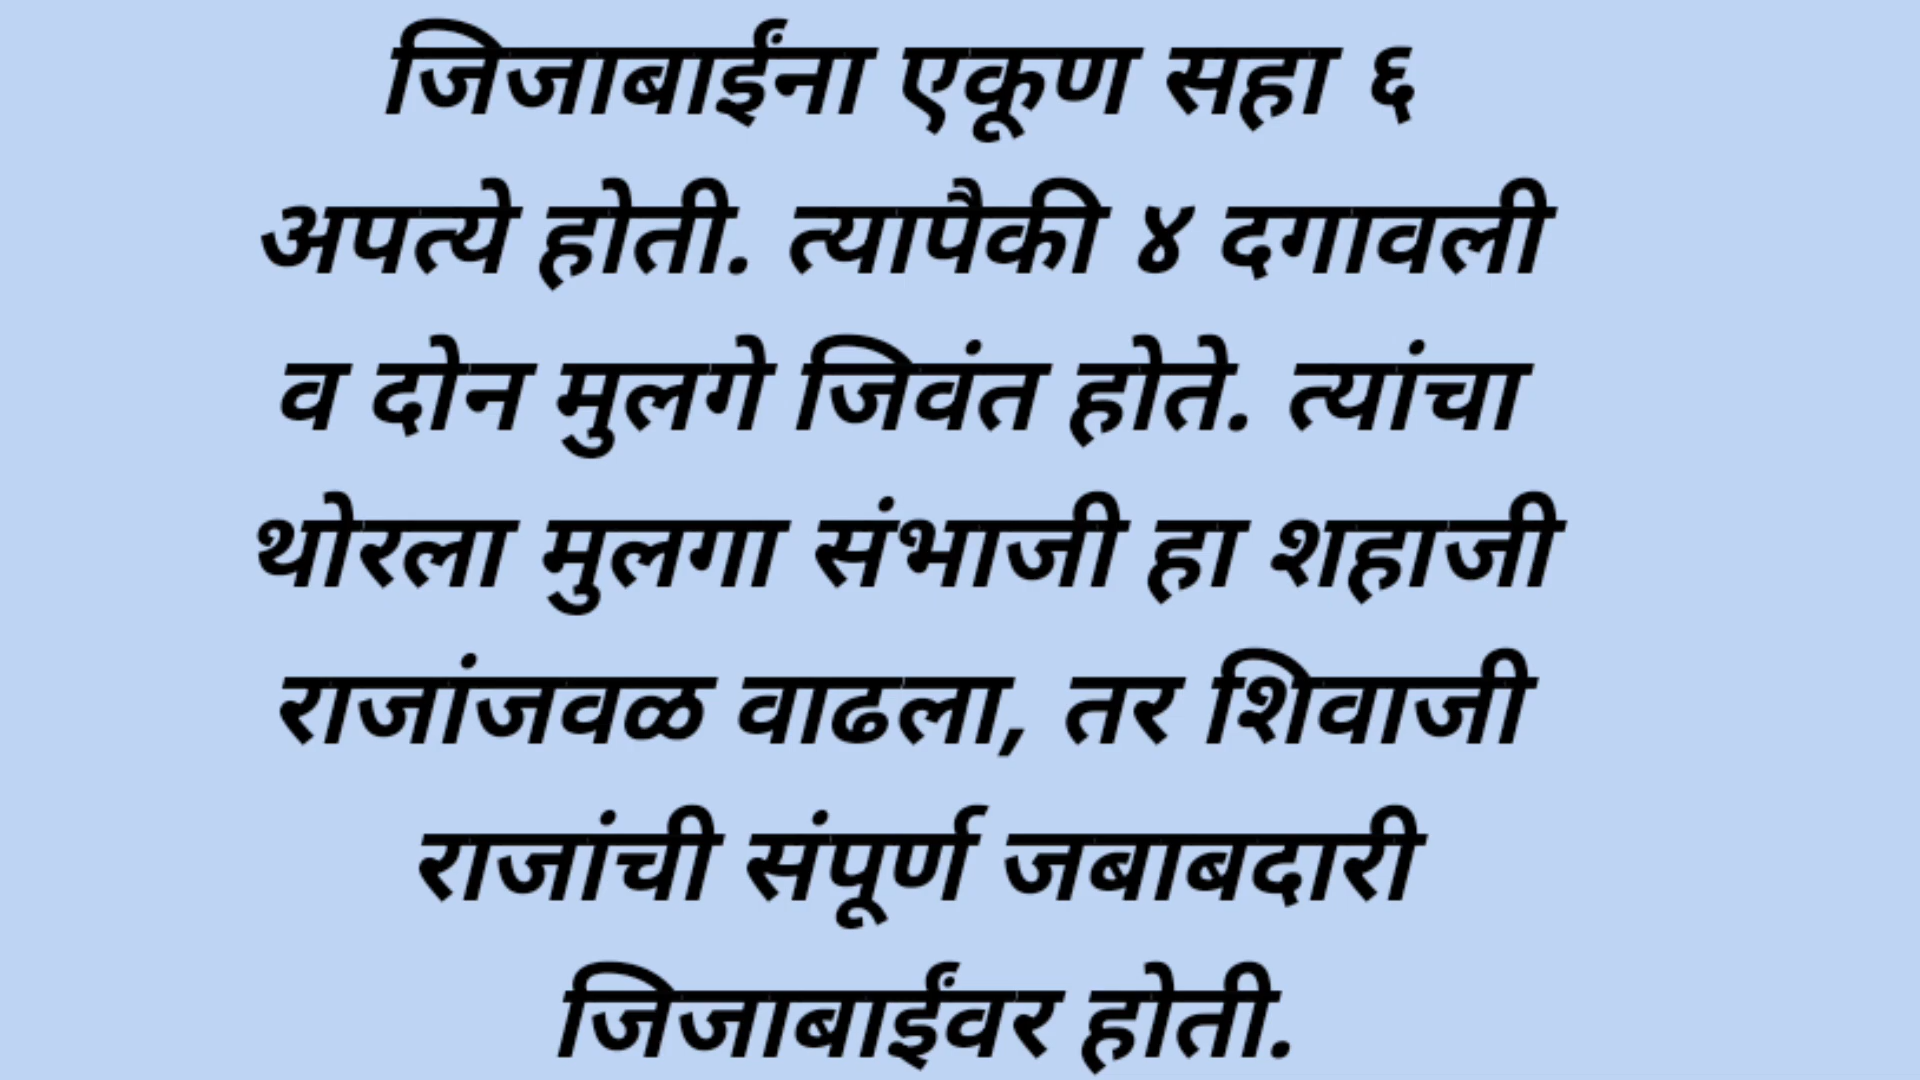 जिजाबाईंना एकूण सहा ६
अपत्ये होती. त्यापैकी ४ दगावली
व दोन मुलगे जिवंत होते. त्यांचा
थोरला मुलगा संभाजी हा शहाजी
राजांजवळ वाढला, तर शिवाजी
राजांची संपूर्ण जबाबदारी
जिजाबाईंवर होती.